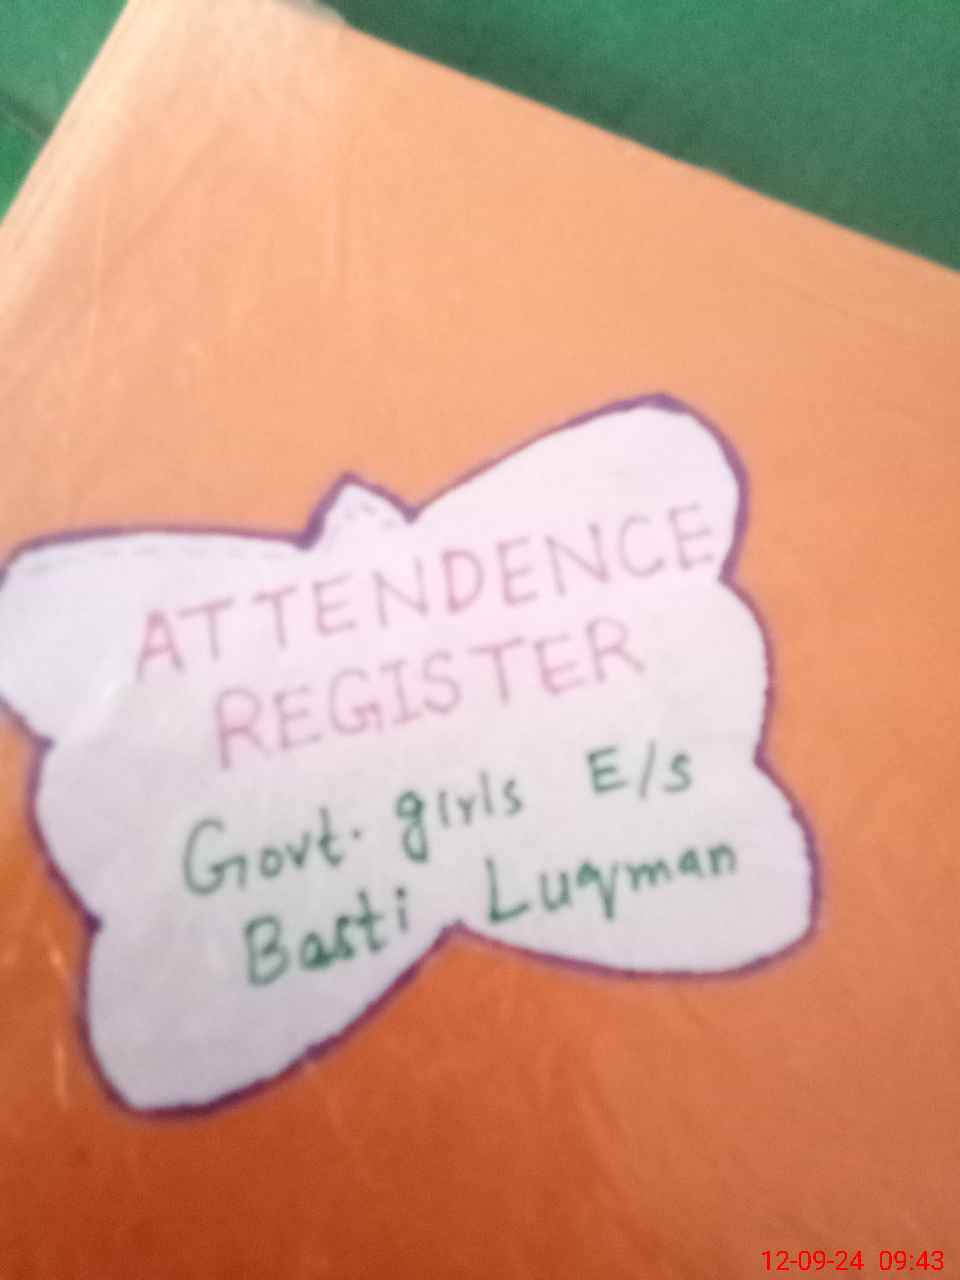 ATTENDENCE
REGISTER
Govt. girls E/s
Basti Luqman
12-09-24 09:43